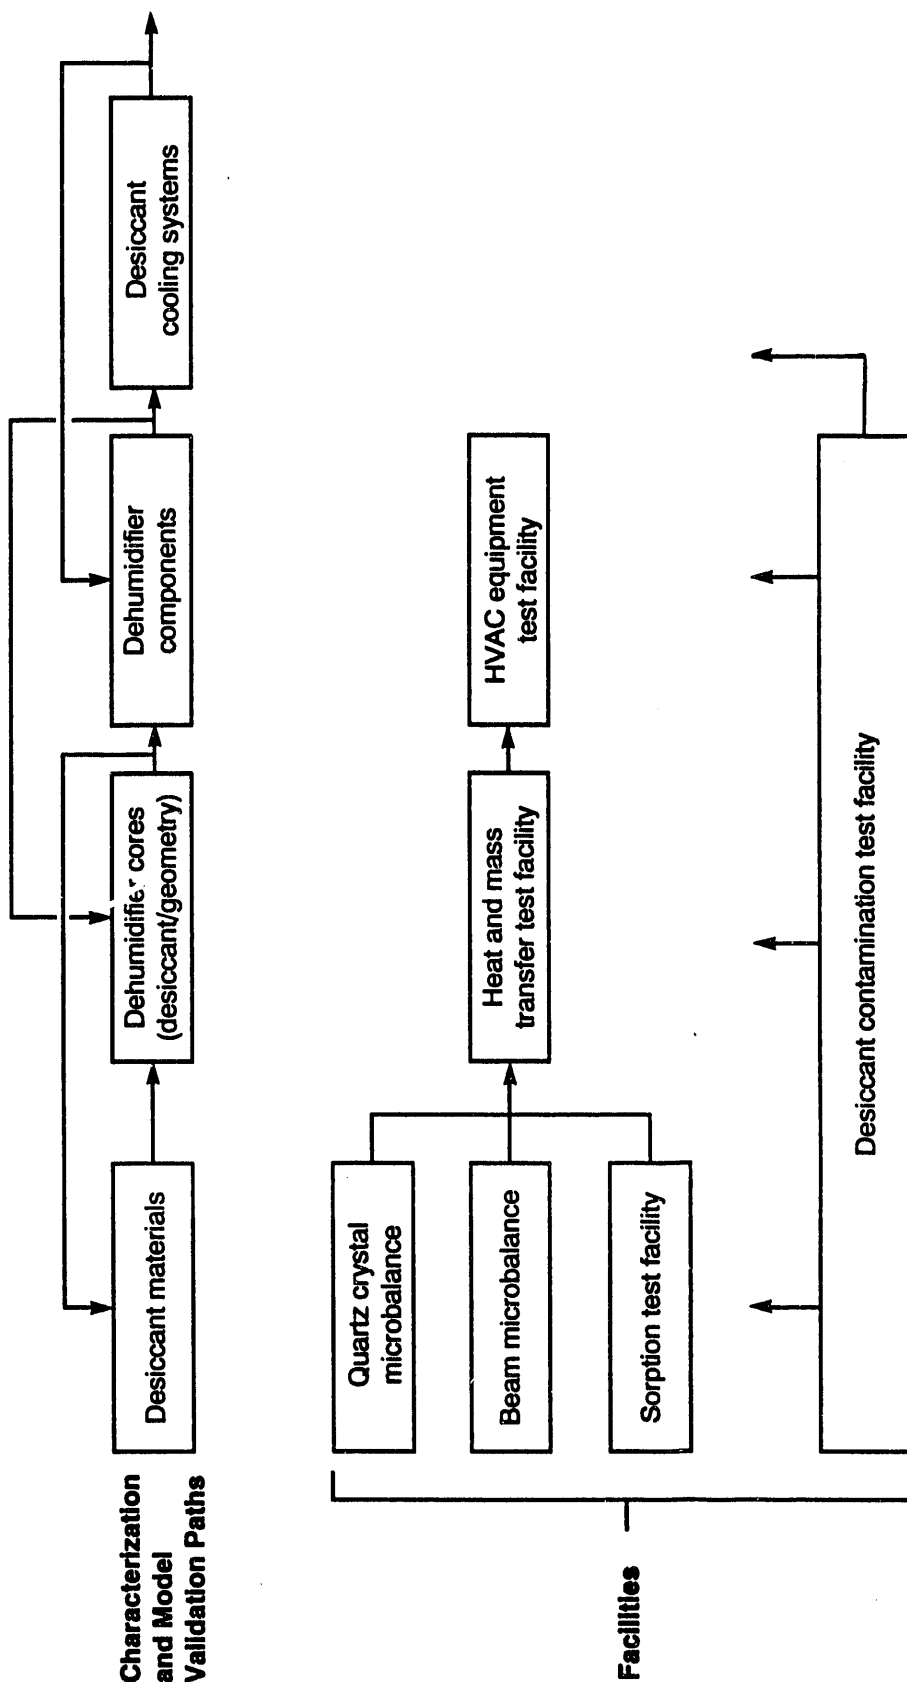 Characterization
and Model
Validation Paths
Desiccant materials
Dehumidifier cores
(desiccant/geometry)
Dehumidifier
components
Desiccant
cooling systems
Facilities
Quartz crystal
microbalance
Beam microbalance
Sorption test facility
Heat and mass
transfer test facility
HVAC equipment
test facility
Desiccant contamination test facility